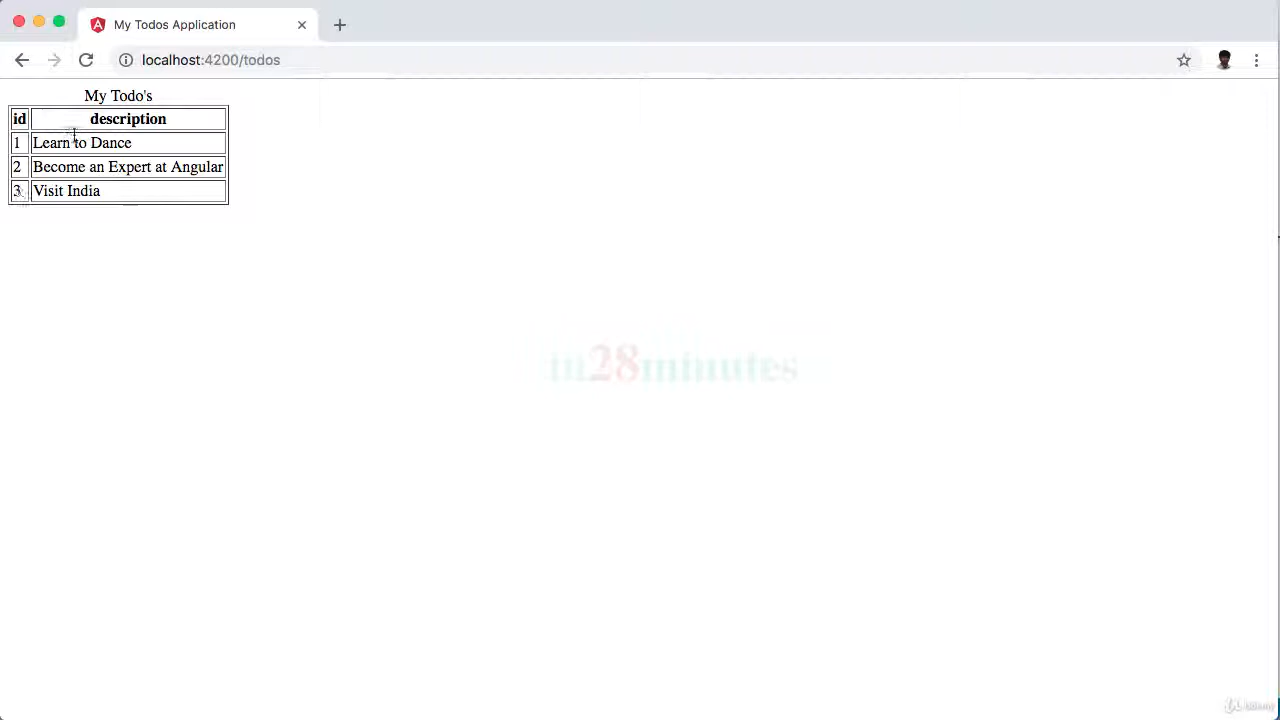 My Todos Application
localhost:4200/todos
My Todo's
id description
1 Learn to Dance
2 Become an Expert at Angular
3 Visit India
in28minutes
Udemy